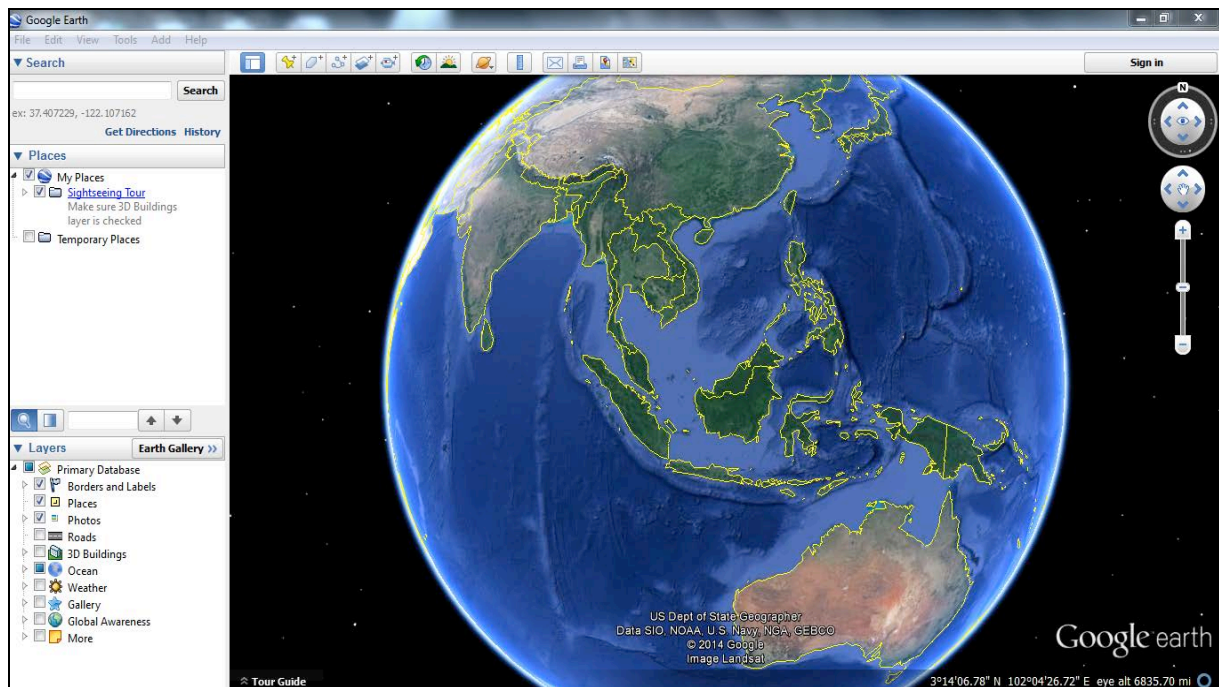 Google Earth
File Edit View Tools Add Help
Search
Search
ex: 37.407229, -122.107162
Get Directions History
Places
My Places
Sightseeing Tour
Make sure 3D Buildings
layer is checked
Temporary Places
Layers
Earth Gallery >>
Primary Database
Borders and Labels
Places
Photos
Roads
3D Buildings
Ocean
Weather
Gallery
Global Awareness
More
Sign in
N
US Dept of State Geographer
Data SIO, NOAA, U.S. Navy, NGA, GEBCO
© 2014 Google
Image Landsat
Google earth
Tour Guide
3°14'06.78" N 102°04'26.72" E eye alt 6835.70 mi